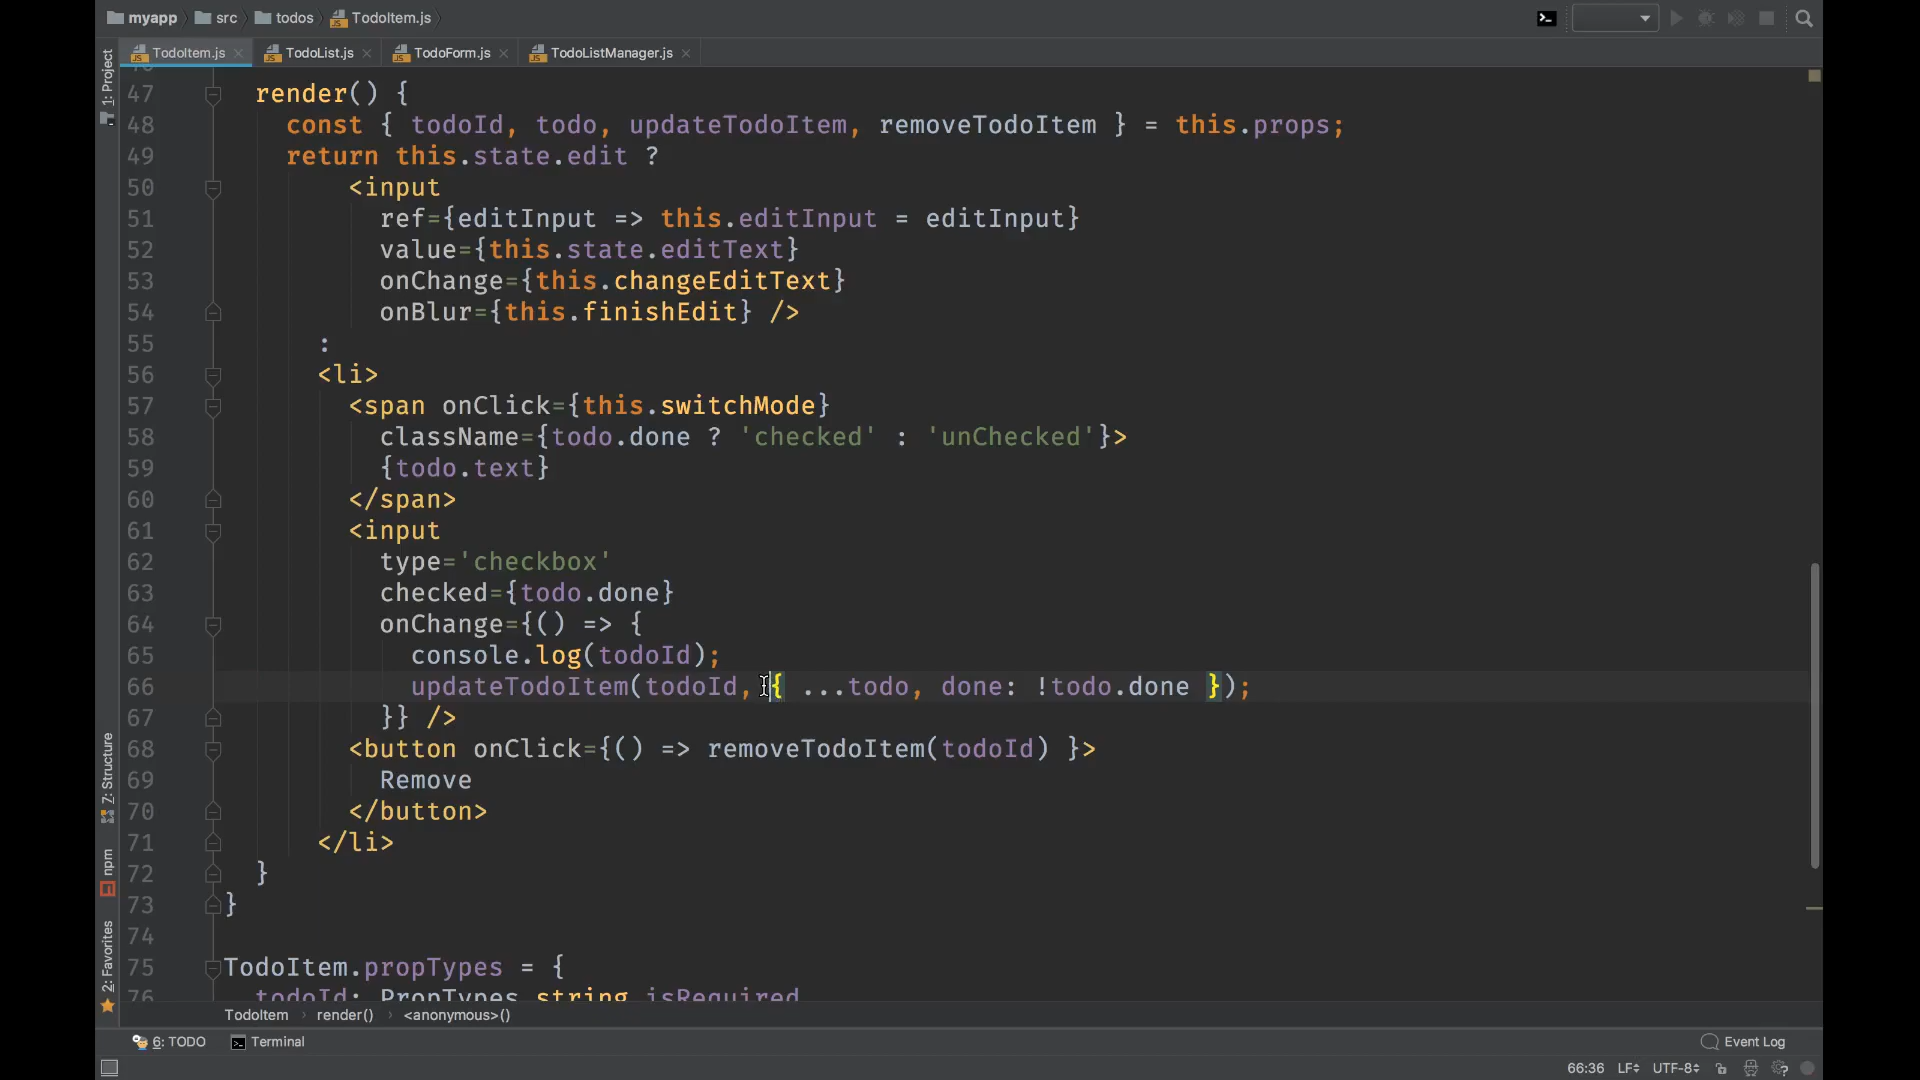 myapp src todos TodoItem.js
TodoItem.js TodoList.js TodoForm.js TodoListManager.js
1: Project
47 render() {
48 const { todoId, todo, updateTodoItem, removeTodoItem } = this.props;
49 return this.state.edit ?
50 <input
51 ref={editInput => this.editInput = editInput}
52 value={this.state.editText}
53 onChange={this.changeEditText}
54 onBlur={this.finishEdit} />
55 :
56 <li>
57 <span onClick={this.switchMode}
58 className={todo.done ? 'checked' : 'unChecked'}>
59 {todo.text}
60 </span>
61 <input
62 type='checkbox'
63 checked={todo.done}
64 onChange={() => {
65 console.log(todoId);
66 updateTodoItem(todoId, { ...todo, done: !todo.done });
67 }} />
68 <button onClick={() => removeTodoItem(todoId) }>
69 Remove
70 </button>
71 </li>
72 }
73 }
74
75 TodoItem.propTypes = {
76 todoId: PropTypes.string.isRequired
Z: Structure
npm
2: Favorites
TodoItem render() <anonymous>()
6: TODO Terminal Event Log
66:36 LF UTF-8